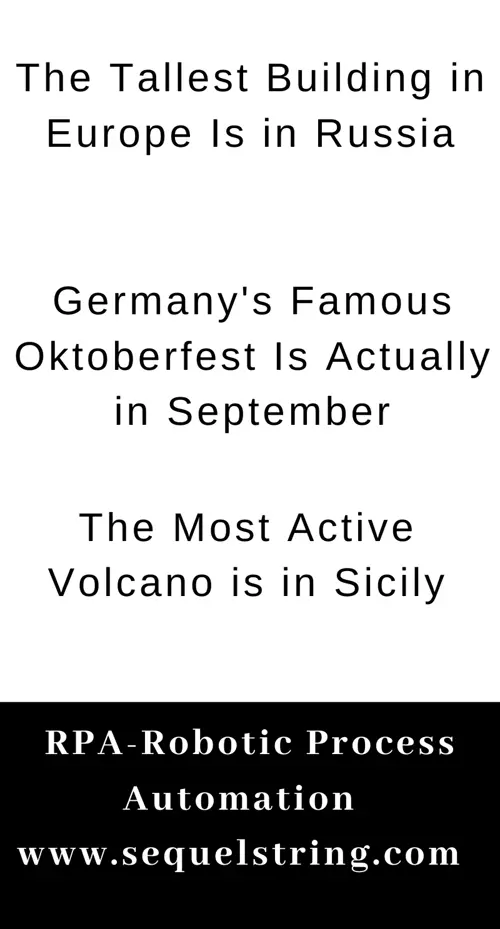 The Tallest Building in
Europe Is in Russia
Germany's Famous
Oktoberfest Is Actually
in September
The Most Active
Volcano is in Sicily
RPA-Robotic Process
Automation
www.sequelstring.com